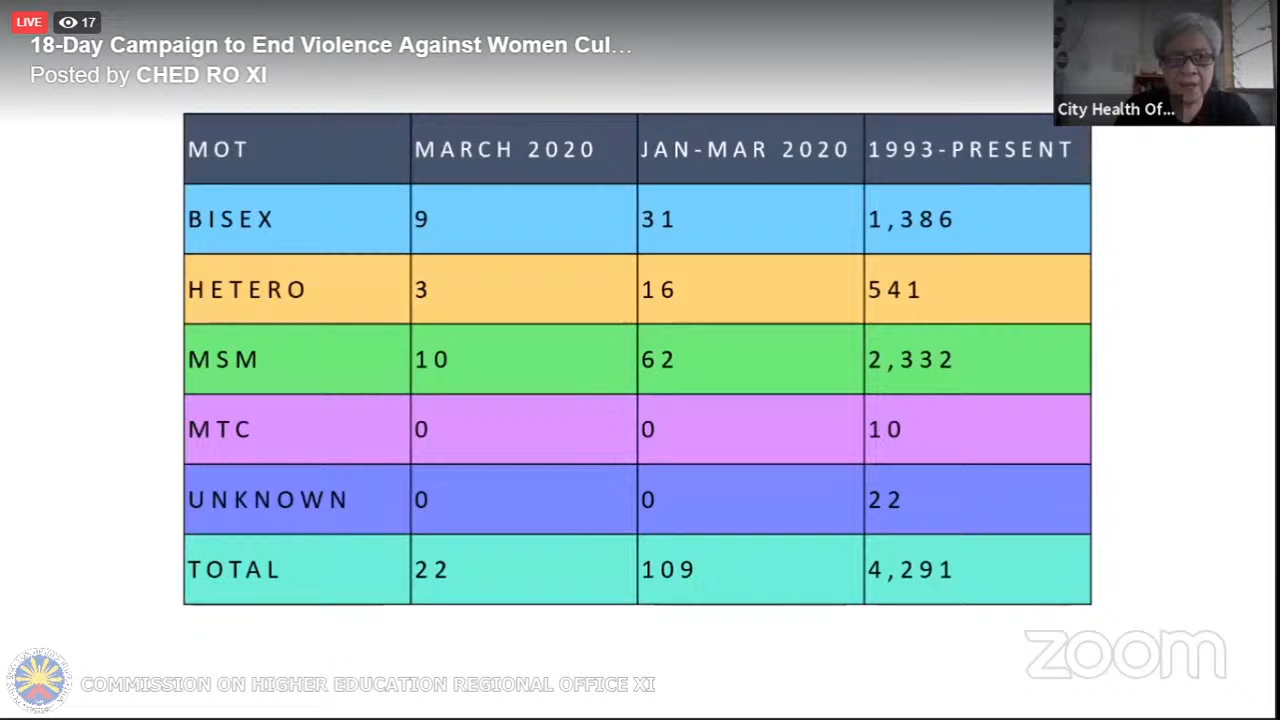 LIVE 17
18-Day Campaign to End Violence Against Women Cul...
Posted by CHED RO XI
City Health Of...
MOT MARCH 2020 JAN-MAR 2020 1993-PRESENT
BISEX 9 31 1,386
HETERO 3 16 541
MSM 10 62 2,332
MTC 0 0 10
UNKNOWN 0 0 22
TOTAL 22 109 4,291
zoom
COMMISSION ON HIGHER EDUCATION REGIONAL OFFICE XI